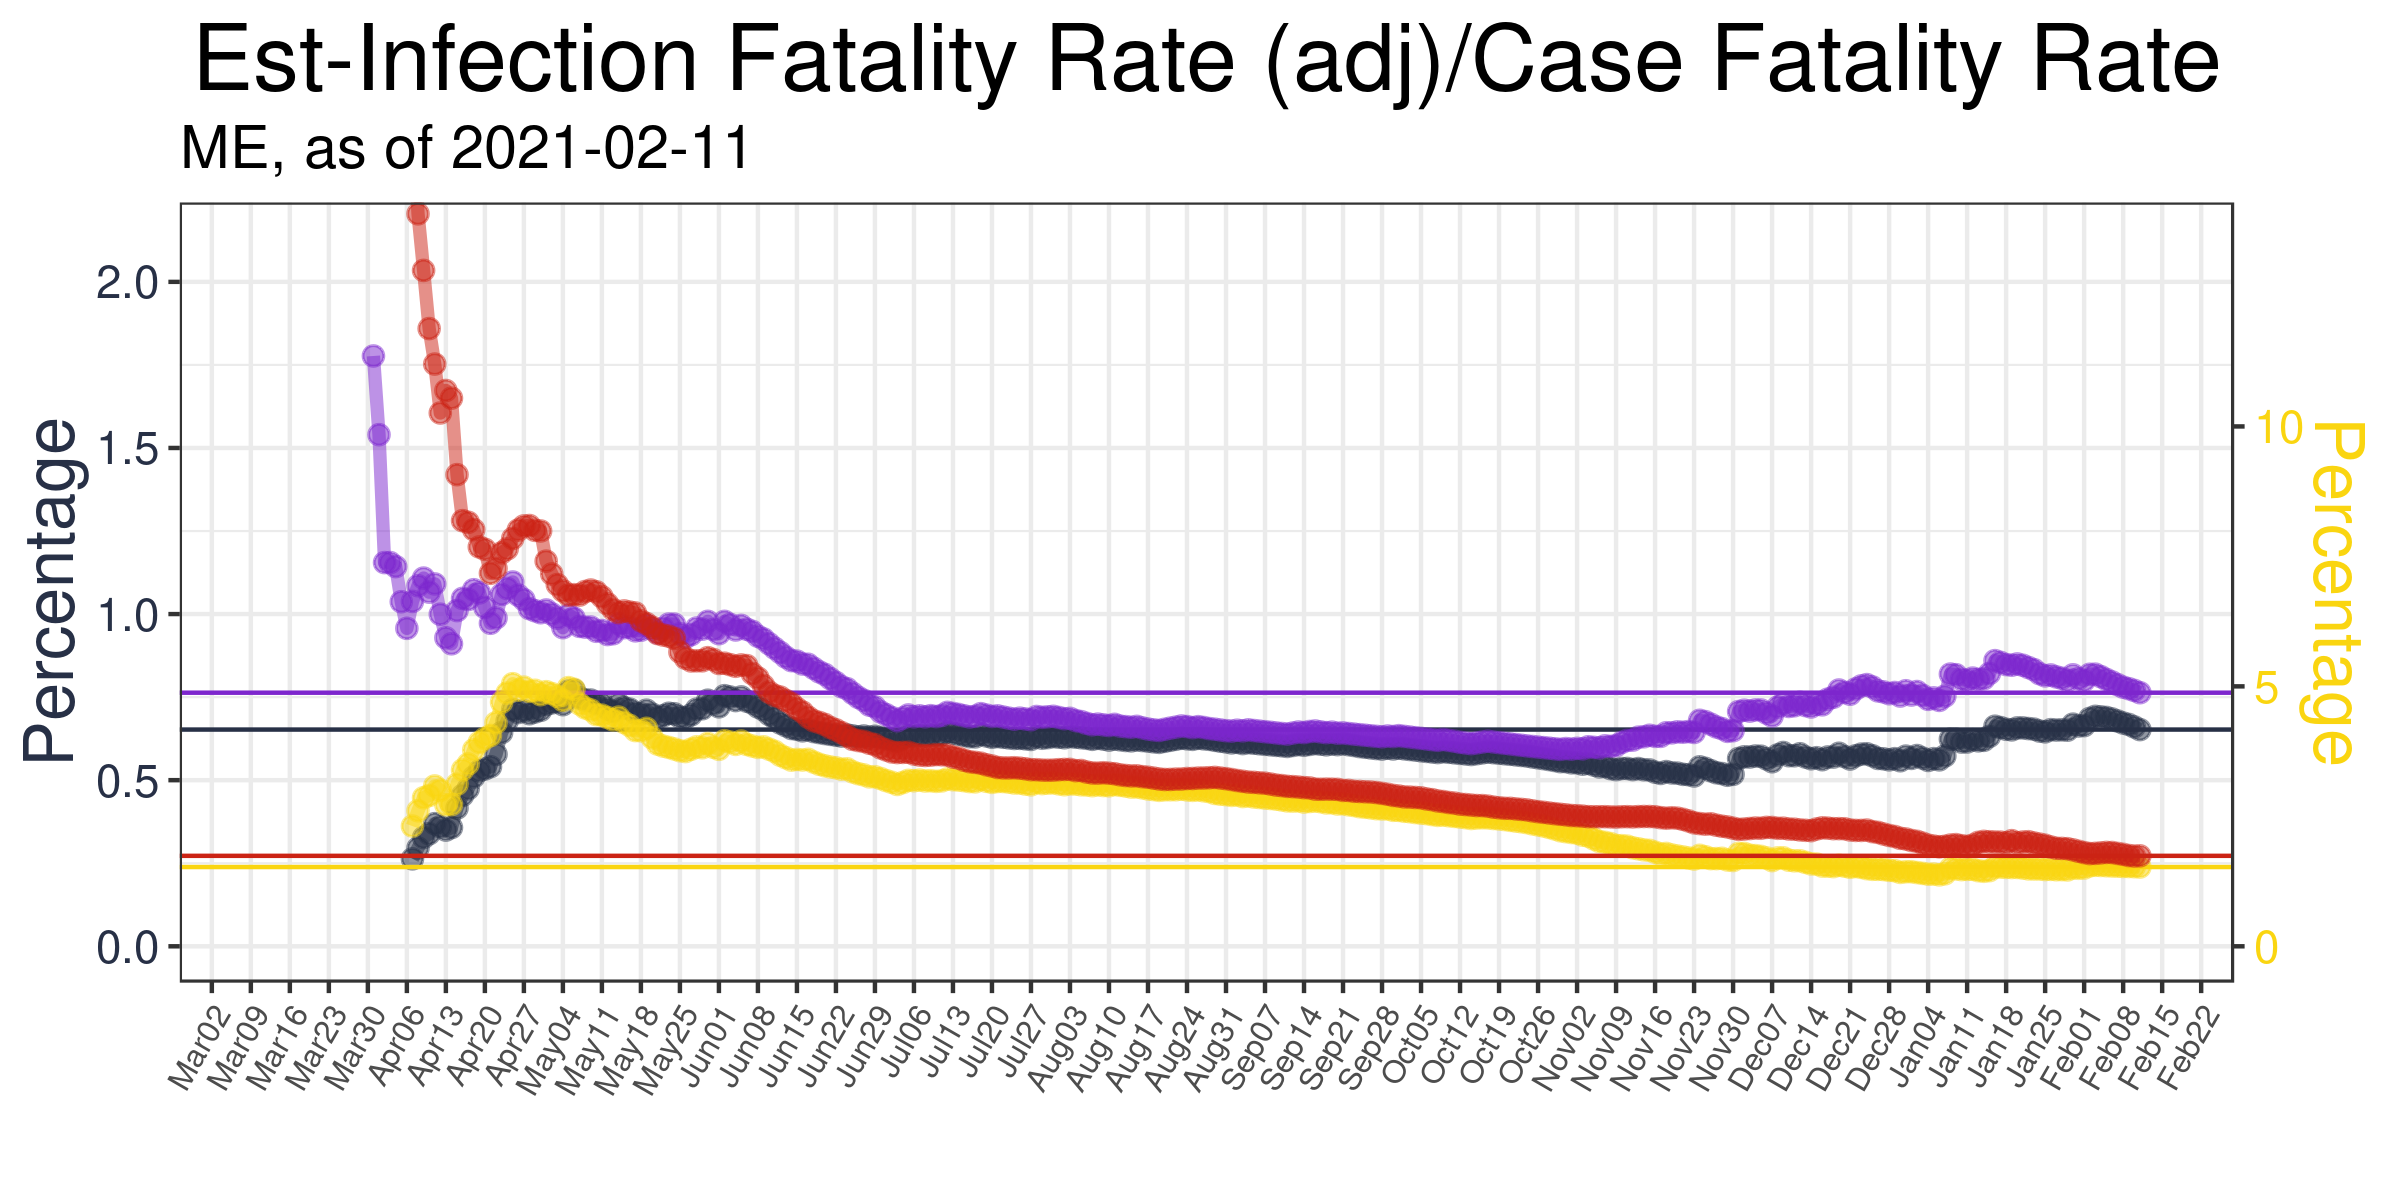 Est-Infection Fatality Rate (adj)/Case Fatality Rate
ME, as of 2021-02-11
Percentage
2.0
1.5
1.0
0.5
0.0
10
5
0
Percentage
Mar02
Mar09
Mar16
Mar23
Mar30
Apr06
Apr13
Apr20
Apr27
May04
May11
May18
May25
Jun01
Jun08
Jun15
Jun22
Jun29
Jul06
Jul13
Jul20
Jul27
Aug03
Aug10
Aug17
Aug24
Aug31
Sep07
Sep14
Sep21
Sep28
Oct05
Oct12
Oct19
Oct26
Nov02
Nov09
Nov16
Nov23
Nov30
Dec07
Dec14
Dec21
Dec28
Jan04
Jan11
Jan18
Jan25
Feb01
Feb08
Feb15
Feb22